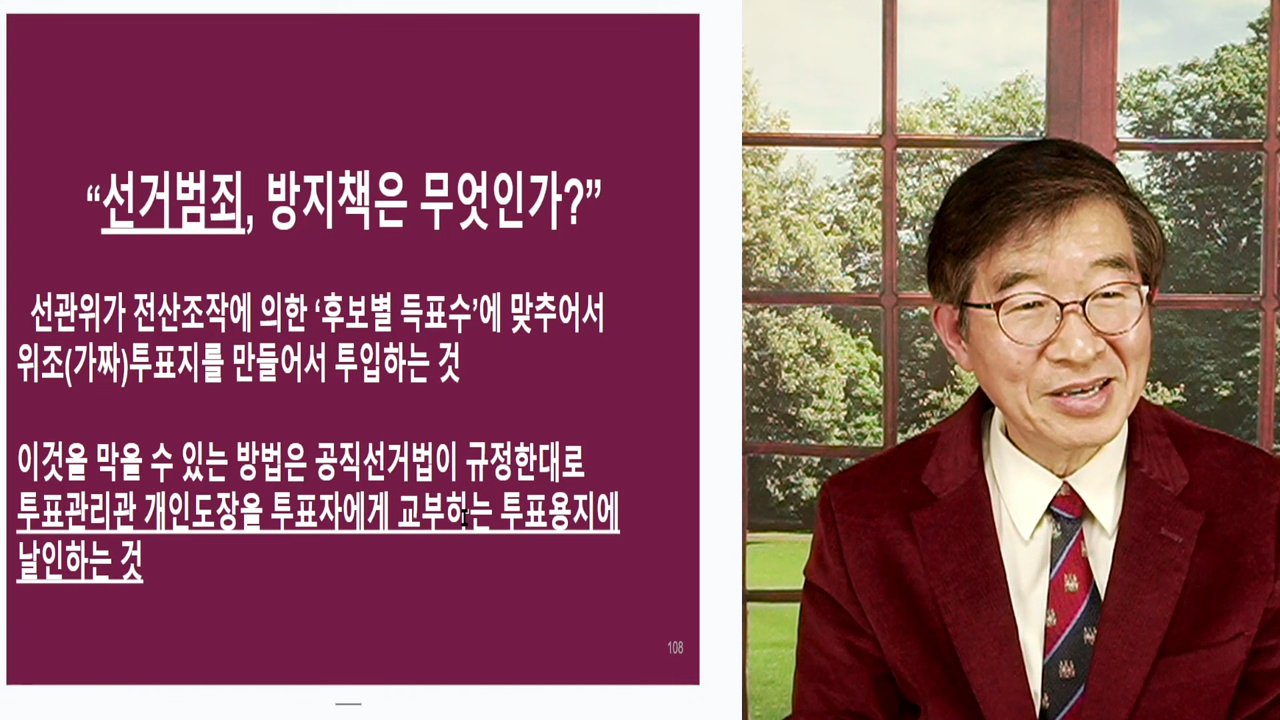 “선거범죄, 방지책은 무엇인가?”
선관위가 전산조작에 의한 ‘후보별 득표수’에 맞추어서
위조(가짜)투표지를 만들어서 투입하는 것
이것을 막을 수 있는 방법은 공직선거법이 규정한대로
투표관리관 개인도장을 투표자에게 교부하는 투표용지에
날인하는 것
108